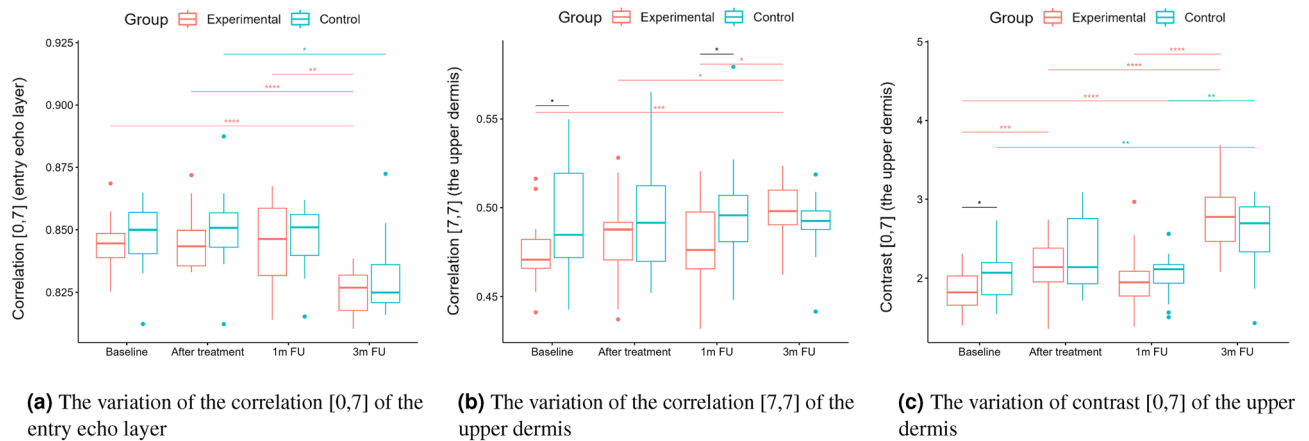 Group Experimental Control
Correlation [0,7] (entry echo layer)
0.925
0.900
0.875
0.850
0.825
*
**
****
****
Baseline After treatment 1m FU 3m FU
(a) The variation of the correlation [0,7] of the
entry echo layer
Group Experimental Control
Correlation [7,7] (the upper dermis)
0.55
0.50
0.45
*
*
*
*
***
Baseline After treatment 1m FU 3m FU
(b) The variation of the correlation [7,7] of the
upper dermis
Group Experimental Control
Contrast [0,7] (the upper dermis)
5
4
3
2
****
****
****
**
***
**
*
Baseline After treatment 1m FU 3m FU
(c) The variation of contrast [0,7] of the upper
dermis